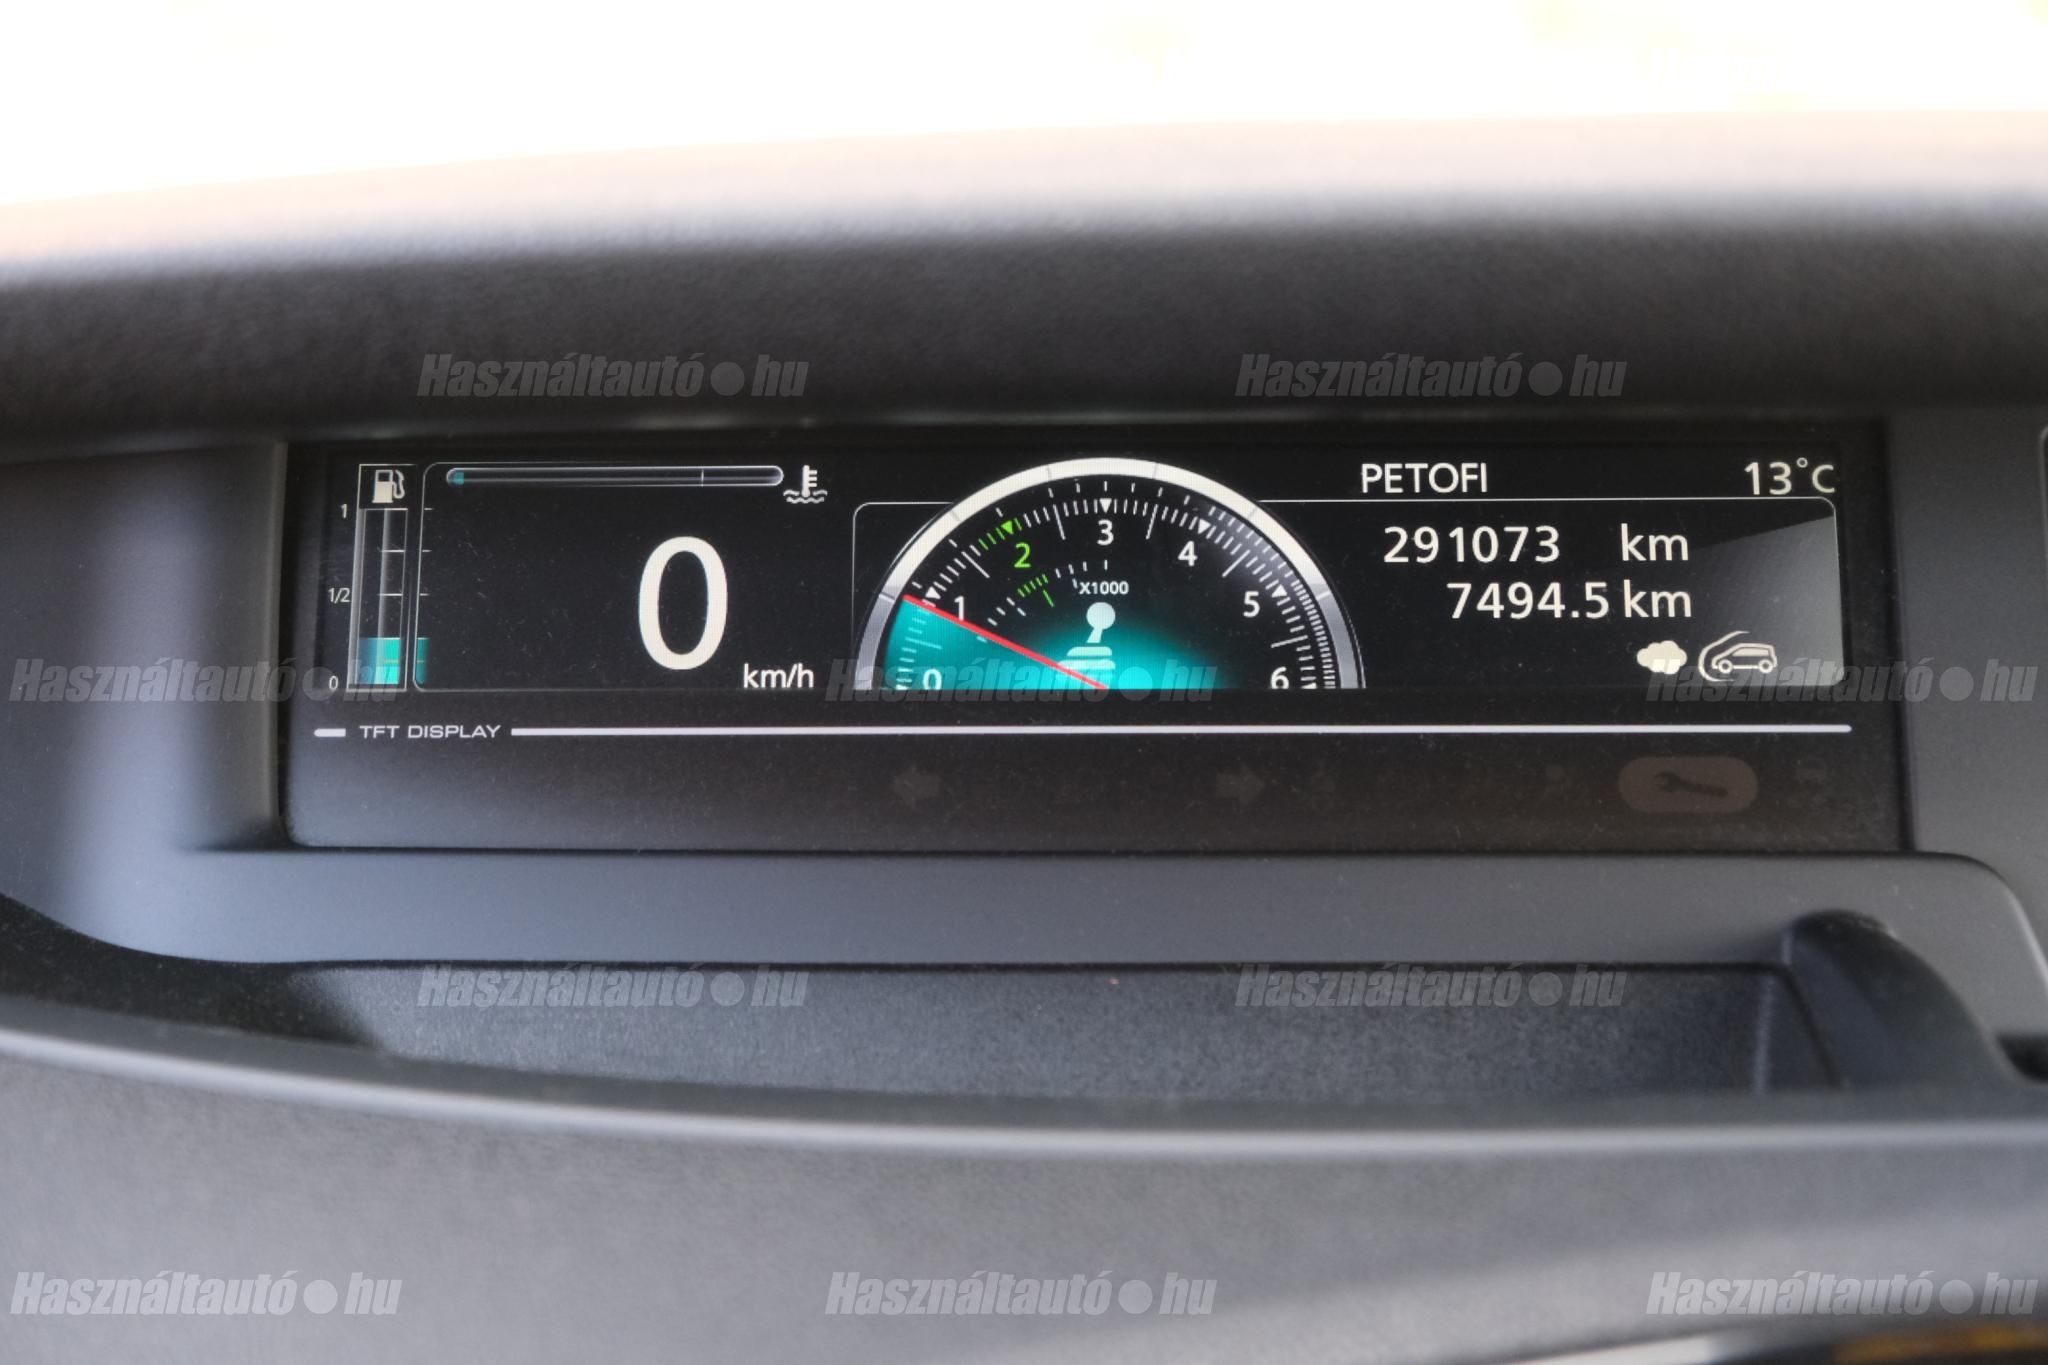 Használtautó.hu Használtautó.hu
PETOFI 13°C
1
3
2 4
291073 km
X1000
1/2
0
1 5
7494.5 km
Használtautó.hu Használtautó.hu Használtautó.hu
0 km/h 0 6
TFT DISPLAY
Használtautó.hu Használtautó.hu
Használtautó.hu Használtautó.hu Használtautó.hu